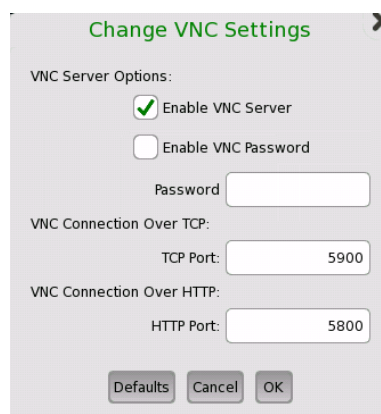 Change VNC Settings
VNC Server Options:
Enable VNC Server
Enable VNC Password
Password
VNC Connection Over TCP:
TCP Port: 5900
VNC Connection Over HTTP:
HTTP Port: 5800
Defaults Cancel OK